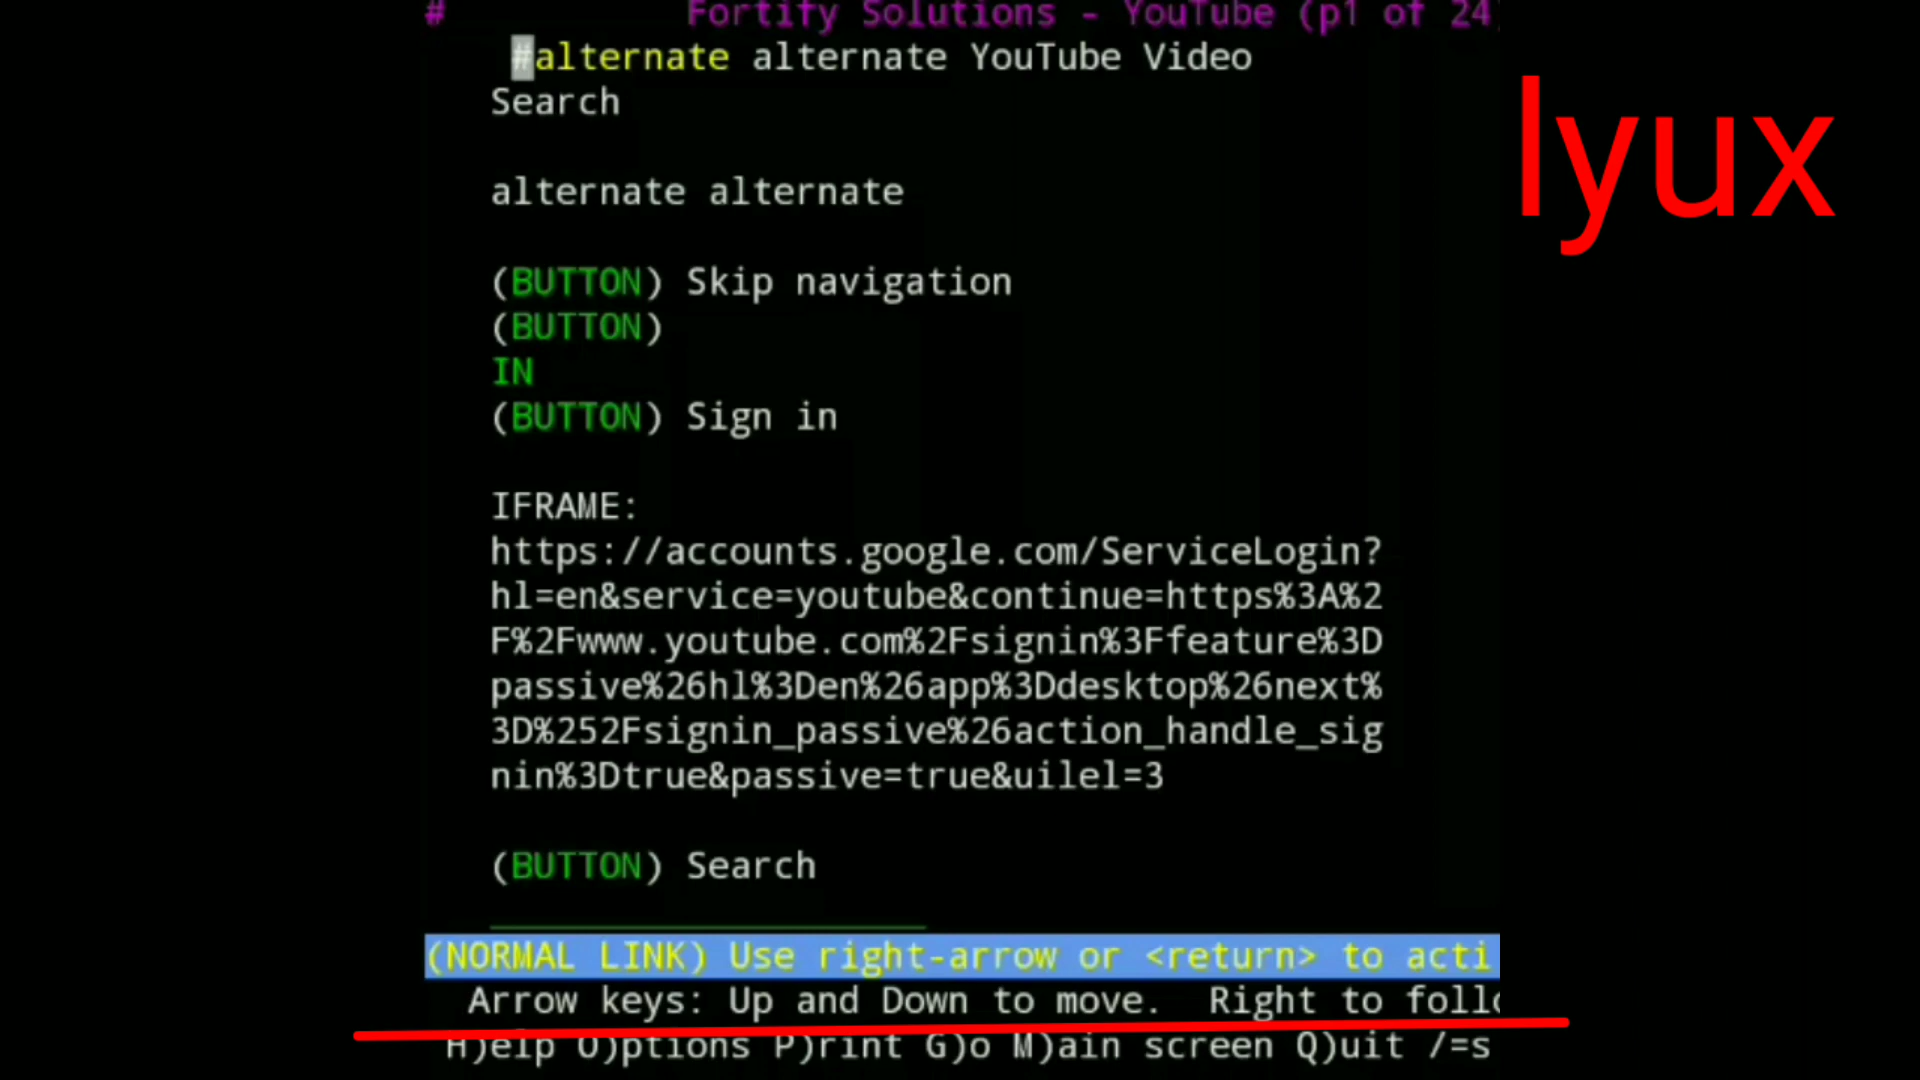 # Fortify Solutions - YouTube (p1 of 24
#alternate alternate YouTube Video
Search
lyux
alternate alternate
(BUTTON) Skip navigation
(BUTTON)
IN
(BUTTON) Sign in
IFRAME:
https://accounts.google.com/ServiceLogin?
hl=en&service=youtube&continue=https%3A%2
F%2Fwww.youtube.com%2Fsignin%3Ffeature%3D
passive%26hl%3Den%26app%3Ddesktop%26next%
3D%252Fsignin_passive%26action_handle_sig
nin%3Dtrue&passive=true&uilel=3
(BUTTON) Search
(NORMAL LINK) Use right-arrow or <return> to acti
Arrow keys: Up and Down to move. Right to follo
H)elp O)ptions P)rint G)o M)ain screen Q)uit /=s